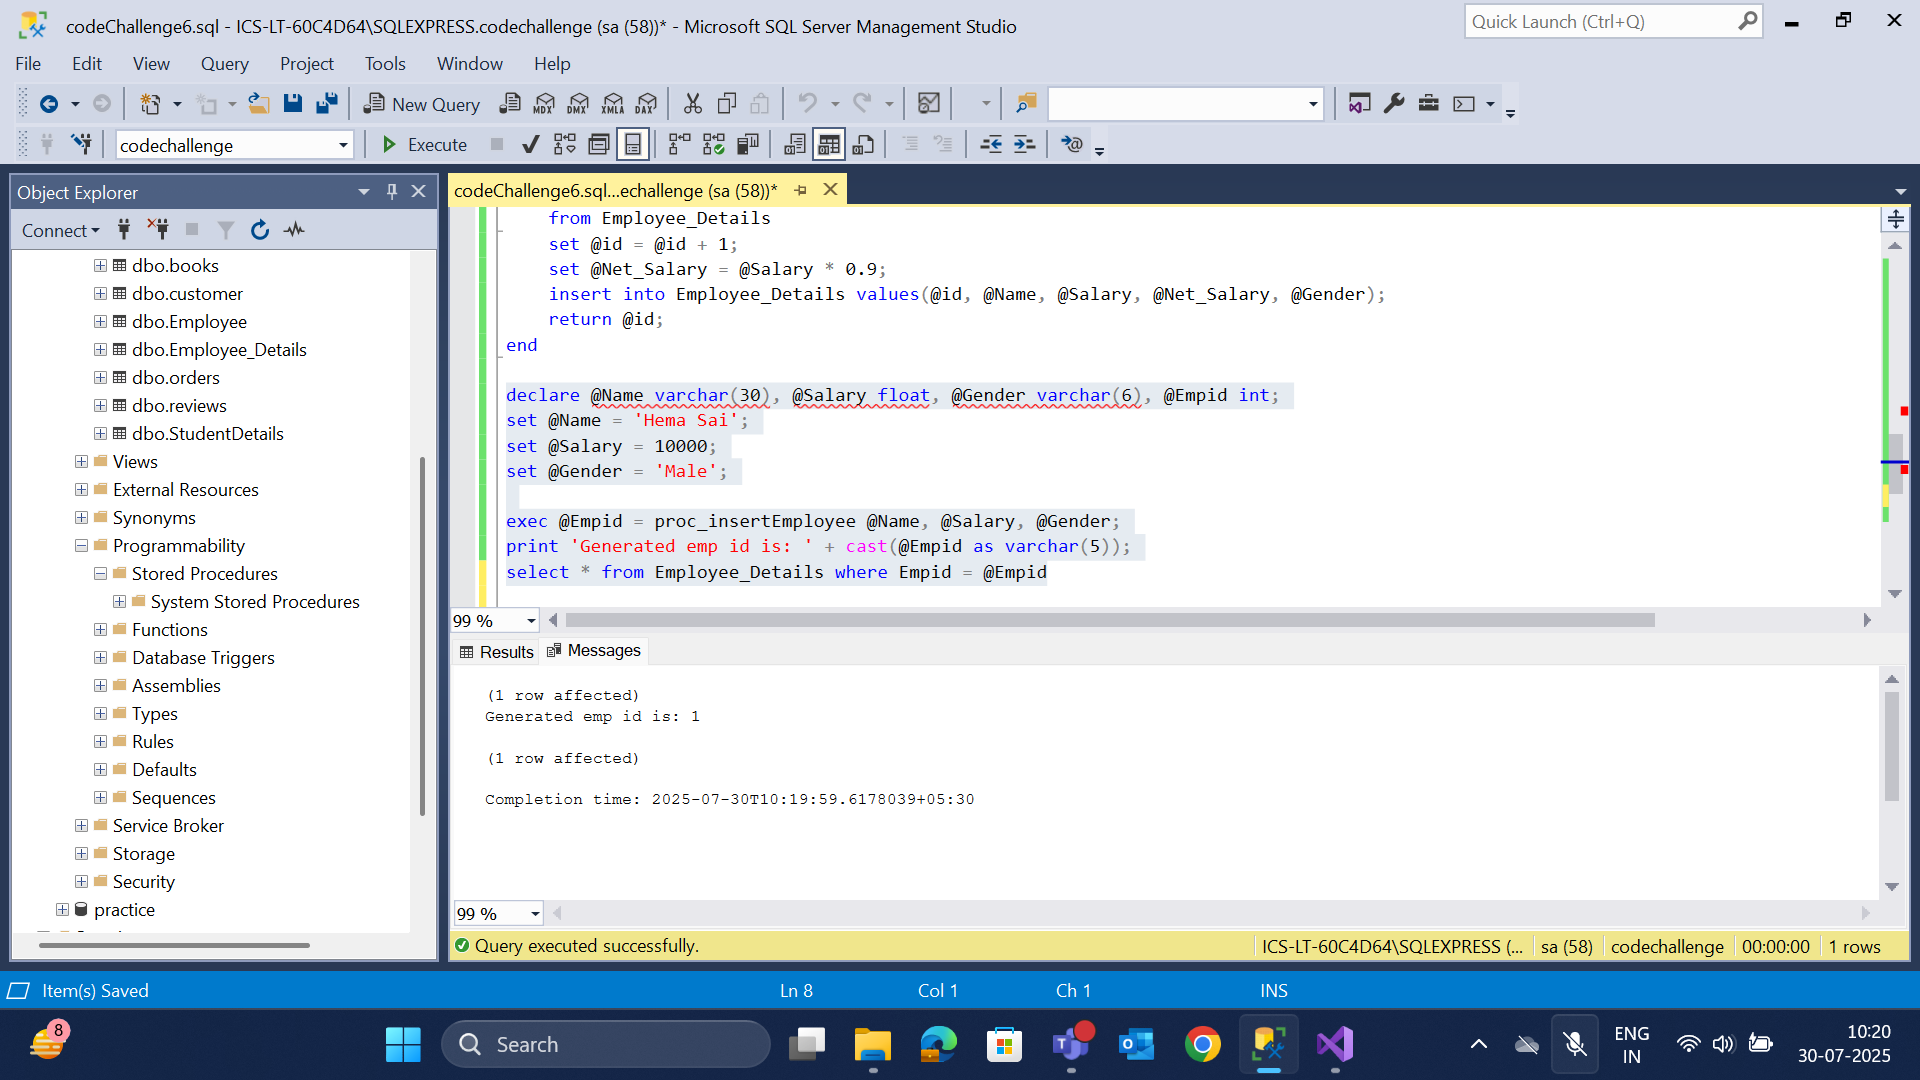 codeChallenge6.sql - ICS-LT-60C4D64\SQLEXPRESS.codechallenge (sa (58))* - Microsoft SQL Server Management Studio
Quick Launch (Ctrl+Q)
File Edit View Query Project Tools Window Help
New Query MDX DMX XMLA DAX
codechallenge Execute
Object Explorer
Connect
dbo.books
dbo.customer
dbo.Employee
dbo.Employee_Details
dbo.orders
dbo.reviews
dbo.StudentDetails
Views
External Resources
Synonyms
Programmability
Stored Procedures
System Stored Procedures
Functions
Database Triggers
Assemblies
Types
Rules
Defaults
Sequences
Service Broker
Storage
Security
practice
codeChallenge6.sql...echallenge (sa (58))*
from Employee_Details
set @id = @id + 1;
set @Net_Salary = @Salary * 0.9;
insert into Employee_Details values(@id, @Name, @Salary, @Net_Salary, @Gender);
return @id;
end
declare @Name varchar(30), @Salary float, @Gender varchar(6), @Empid int;
set @Name = 'Hema Sai';
set @Salary = 10000;
set @Gender = 'Male';
exec @Empid = proc_insertEmployee @Name, @Salary, @Gender;
print 'Generated emp id is: ' + cast(@Empid as varchar(5));
select * from Employee_Details where Empid = @Empid
99 %
Results Messages
(1 row affected)
Generated emp id is: 1
(1 row affected)
Completion time: 2025-07-30T10:19:59.6178039+05:30
99 %
Query executed successfully. ICS-LT-60C4D64\SQLEXPRESS (... sa (58) codechallenge 00:00:00 1 rows
Item(s) Saved Ln 8 Col 1 Ch 1 INS
8
Search
ENG
IN
10:20
30-07-2025